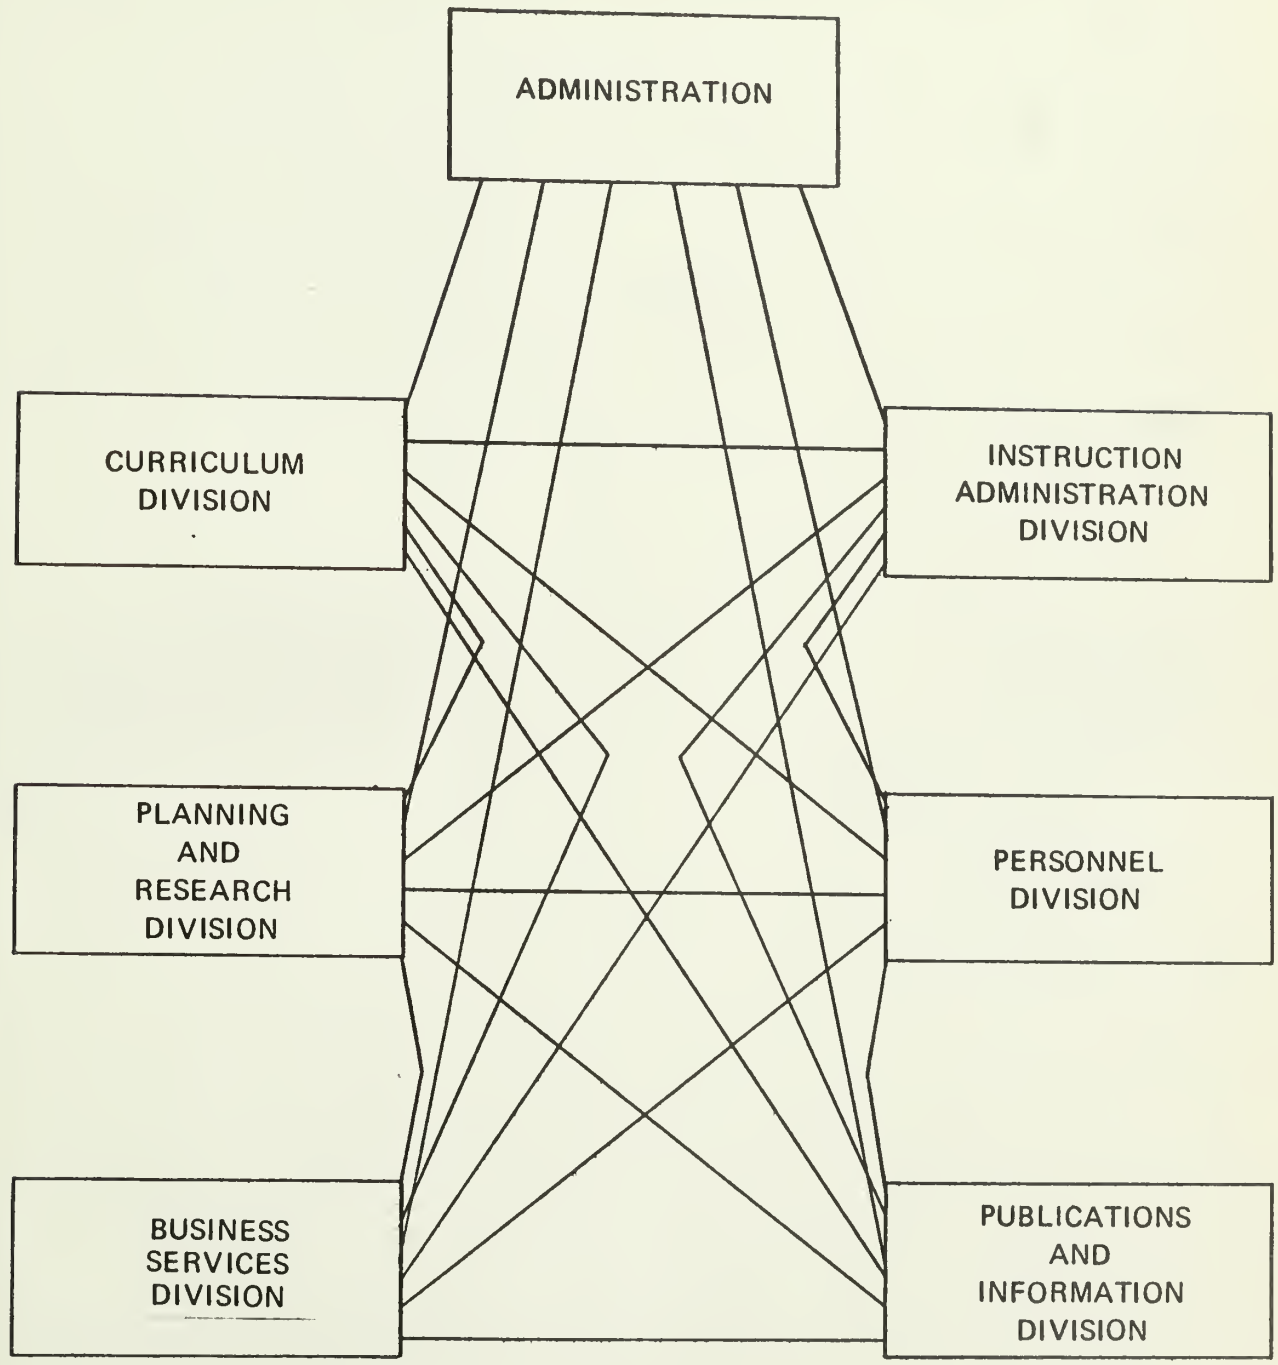 ADMINISTRATION
CURRICULUM
DIVISION
INSTRUCTION
ADMINISTRATION
DIVISION
PLANNING
AND
RESEARCH
DIVISION
PERSONNEL
DIVISION
BUSINESS
SERVICES
DIVISION
PUBLICATIONS
AND
INFORMATION
DIVISION